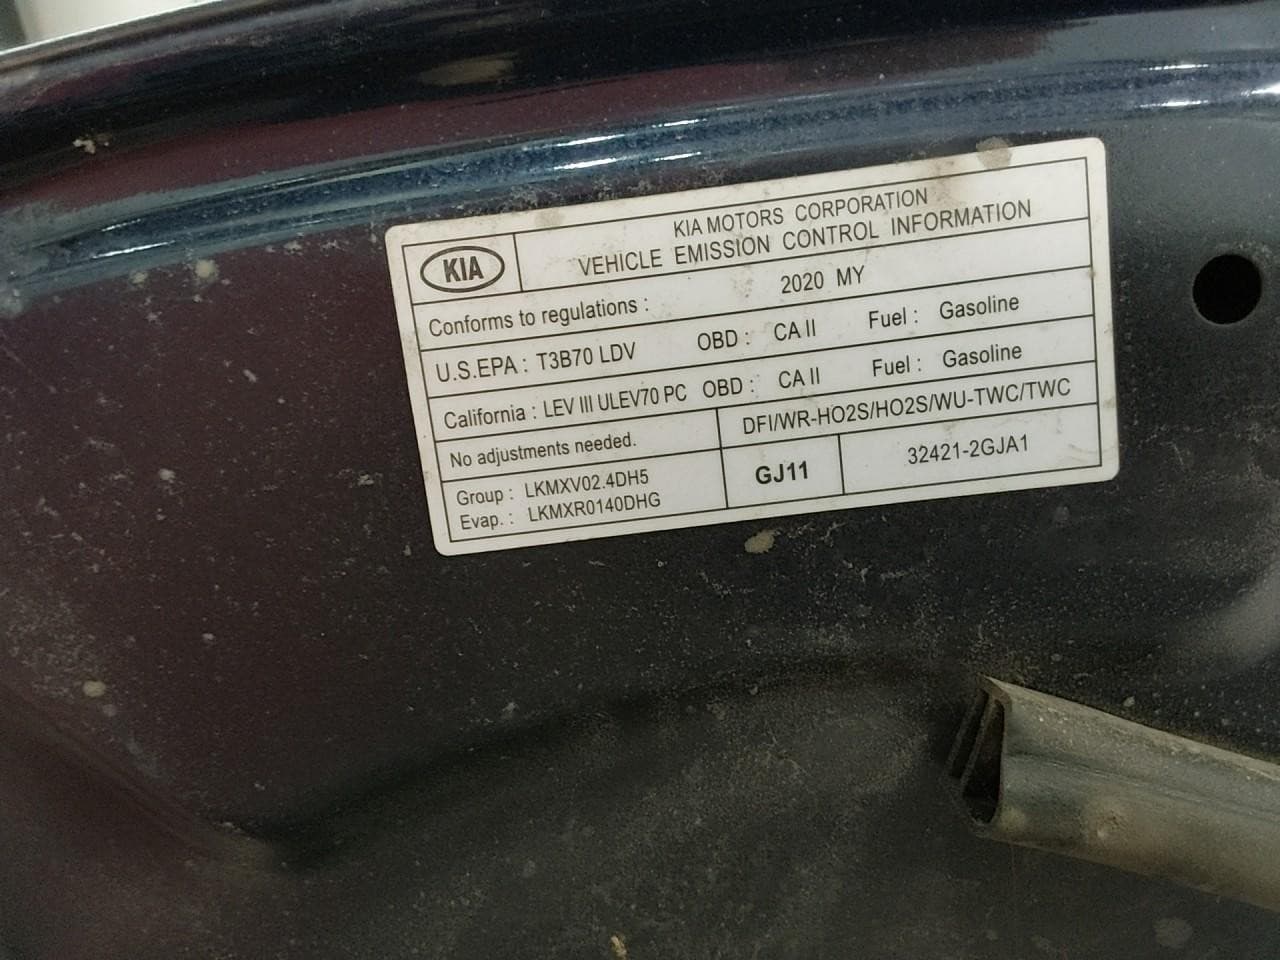 KIA
KIA MOTORS CORPORATION
VEHICLE EMISSION CONTROL INFORMATION
Conforms to regulations : 2020 MY
U.S.EPA : T3B70 LDV OBD : CA II Fuel : Gasoline
California : LEV III ULEV70 PC OBD : CA II Fuel : Gasoline
No adjustments needed. DFI/WR-HO2S/HO2S/WU-TWC/TWC
Group : LKMXV02.4DH5
Evap. : LKMXR0140DHG
GJ11
32421-2GJA1